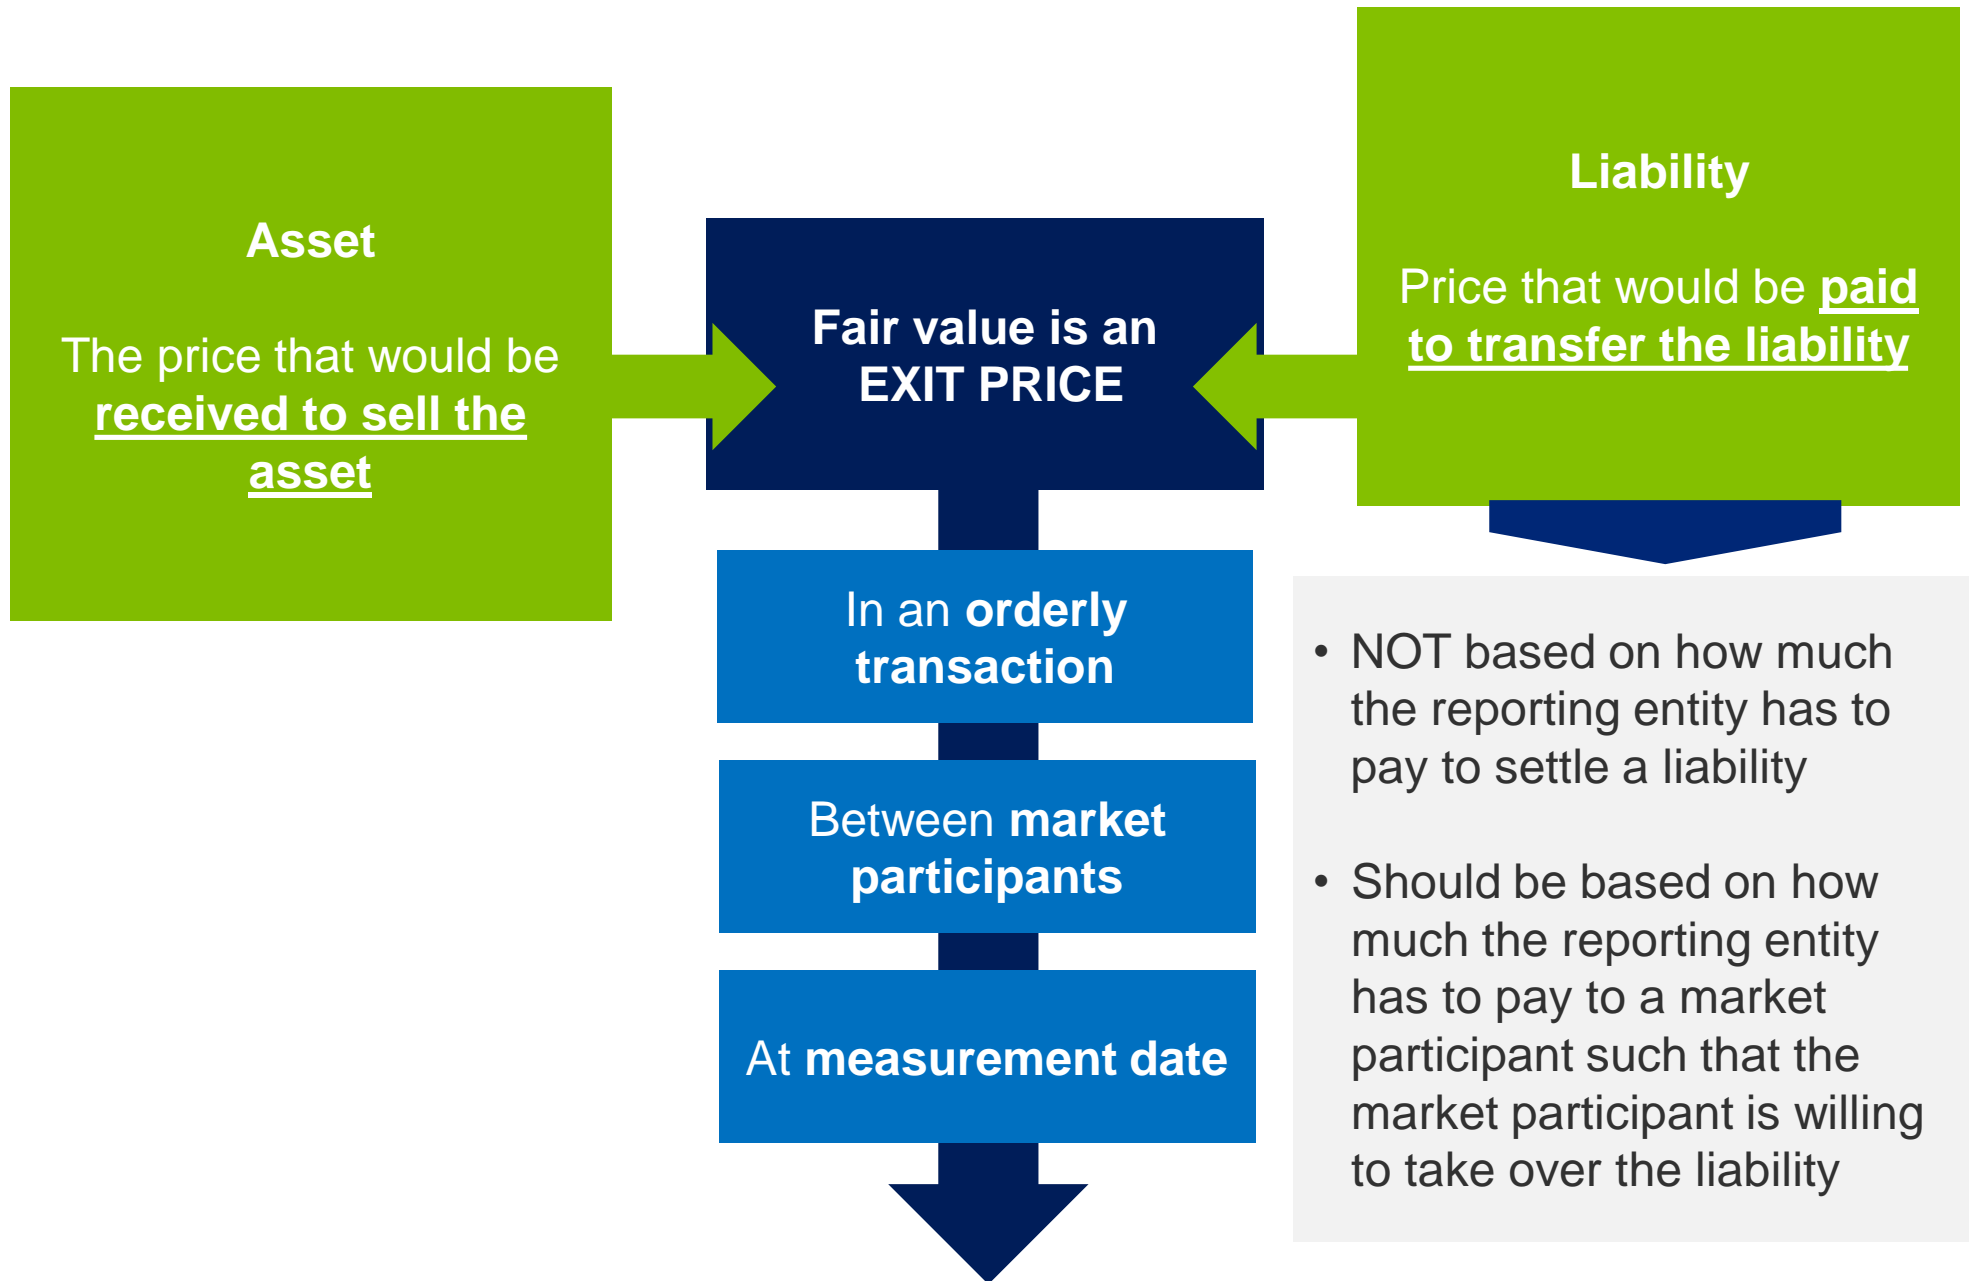 Asset
The price that would be
received to sell the
asset
Fair value is an
EXIT PRICE
Liability
Price that would be paid
to transfer the liability
In an orderly
transaction
Between market
participants
At measurement date
• NOT based on how much
the reporting entity has to
pay to settle a liability
• Should be based on how
much the reporting entity
has to pay to a market
participant such that the
market participant is willing
to take over the liability